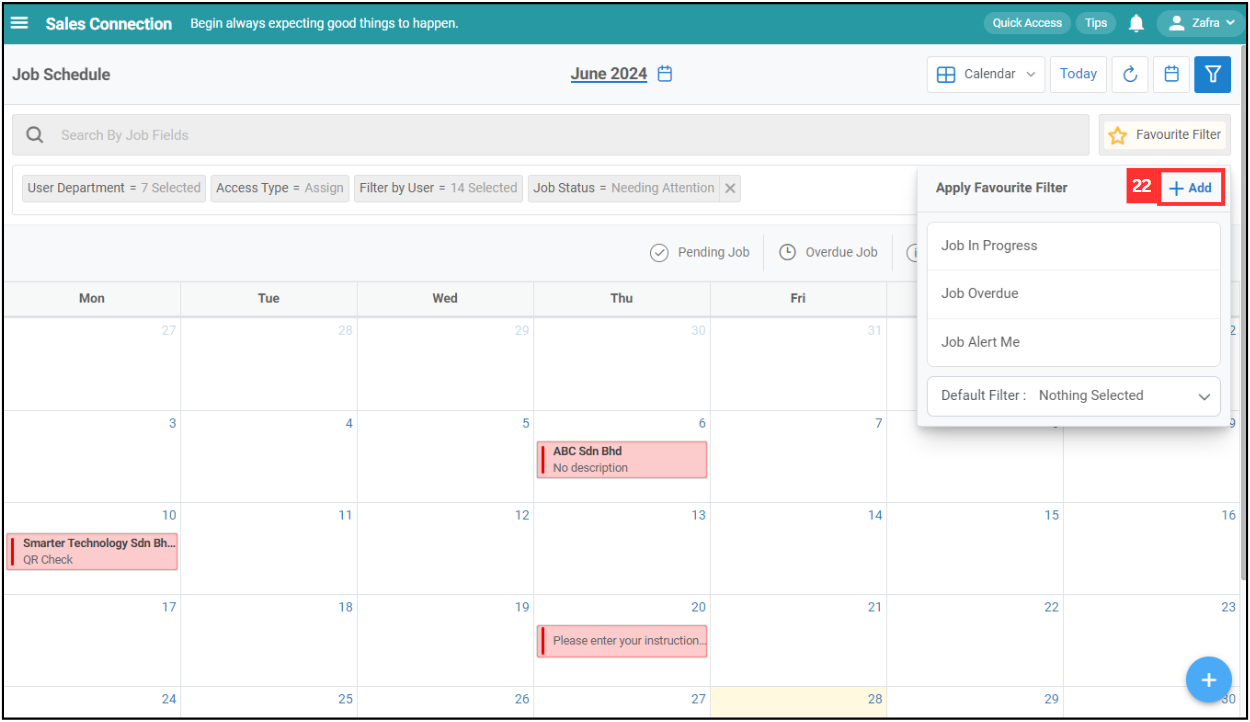 Sales Connection Begin always expecting good things to happen. Quick Access Tips Zafra
Job Schedule June 2024 Calendar Today
Search By Job Fields Favourite Filter
User Department = 7 Selected Access Type = Assign Filter by User = 14 Selected Job Status = Needing Attention
Apply Favourite Filter 22 + Add
Job In Progress
Job Overdue
Job Alert Me
Default Filter : Nothing Selected
Pending Job Overdue Job
Mon Tue Wed Thu Fri
27 28 29 30 31 2
3 4 5 6 7 9
ABC Sdn Bhd
No description
10 11 12 13 14 15 16
Smarter Technology Sdn Bh...
QR Check
17 18 19 20 21 22 23
Please enter your instruction...
24 25 26 27 28 29 30